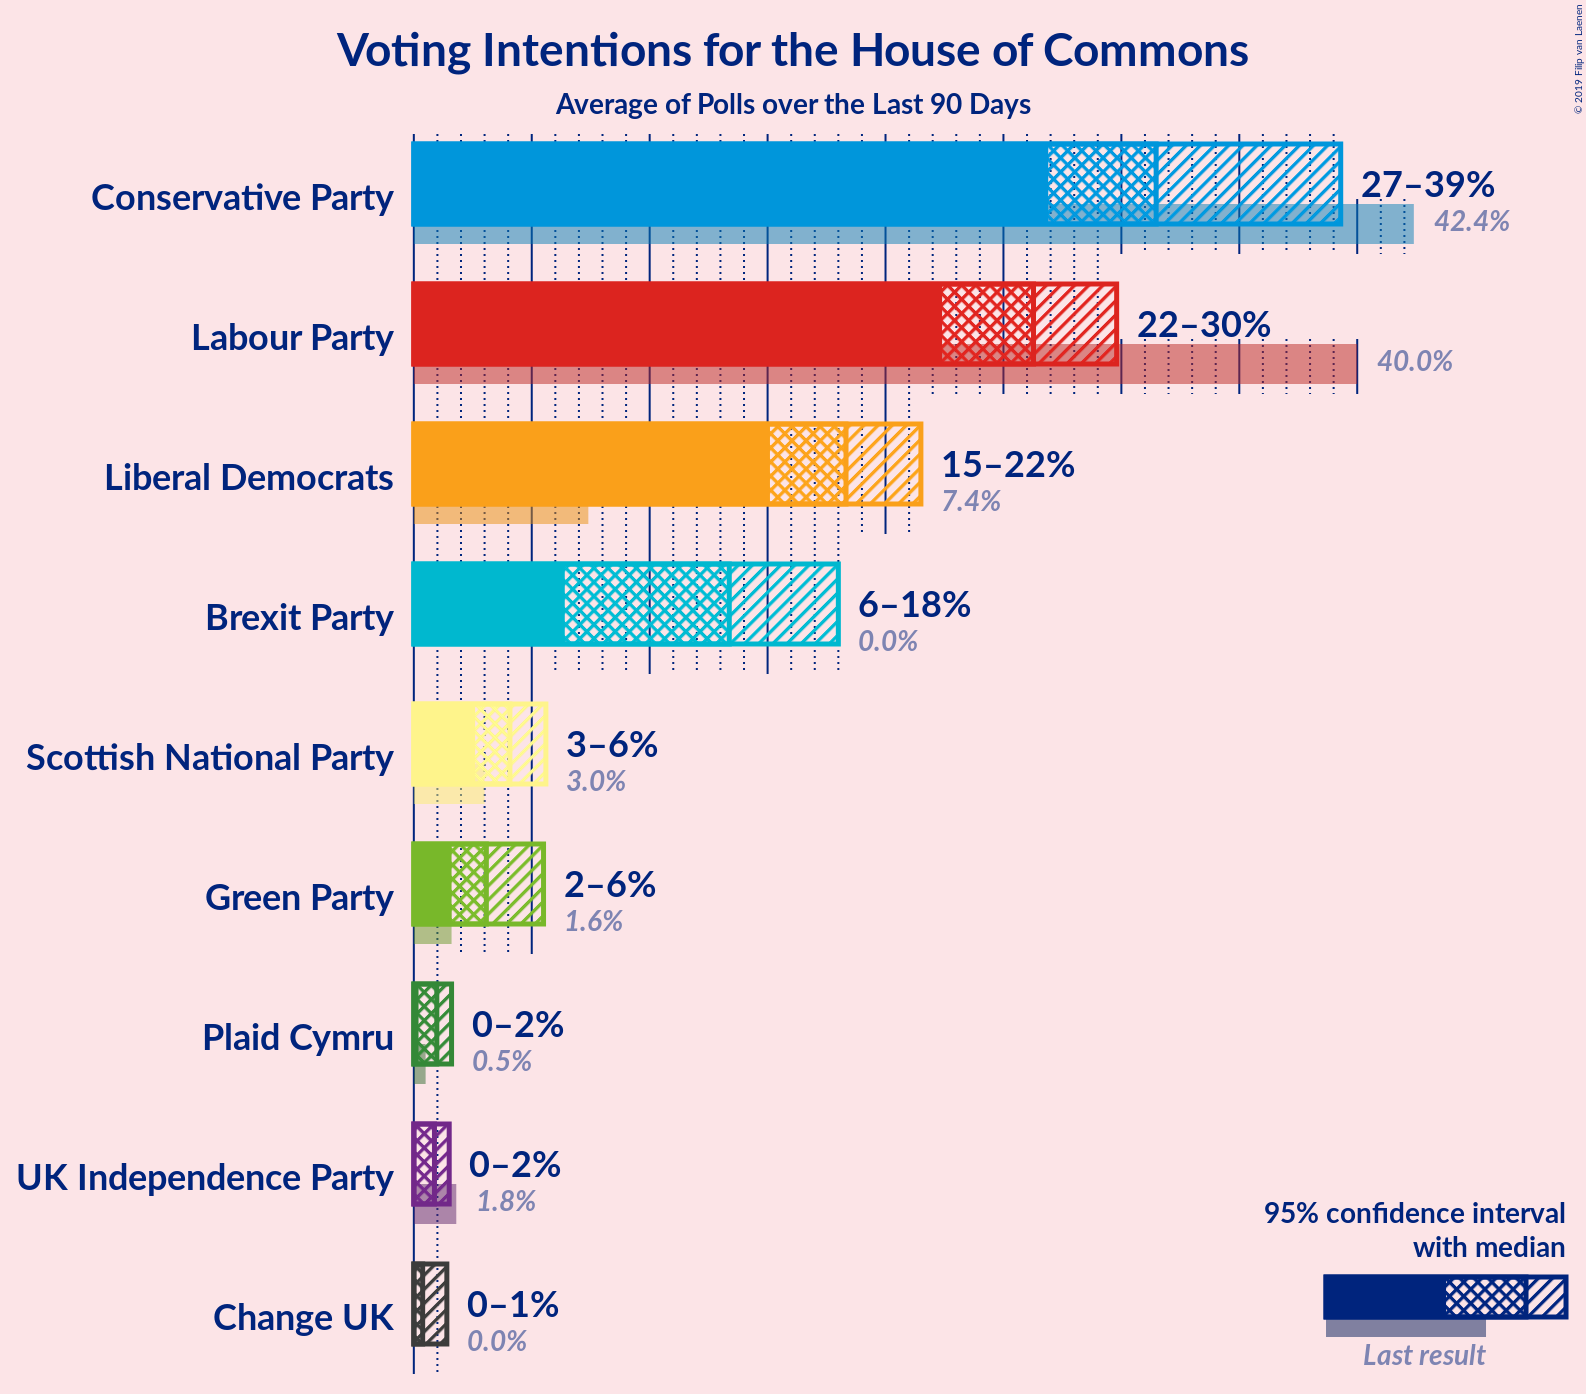 Voting Intentions for the House of Commons
Average of Polls over the Last 90 Days
© 2019 Filip van Laenen
Conservative Party
27–39%
42.4%
Labour Party
22–30%
40.0%
Liberal Democrats
15–22%
7.4%
Brexit Party
6–18%
0.0%
Scottish National Party
3–6%
3.0%
Green Party
2–6%
1.6%
Plaid Cymru
0–2%
0.5%
UK Independence Party
0–2%
1.8%
Change UK
0–1%
0.0%
95% confidence interval
with median
Last result